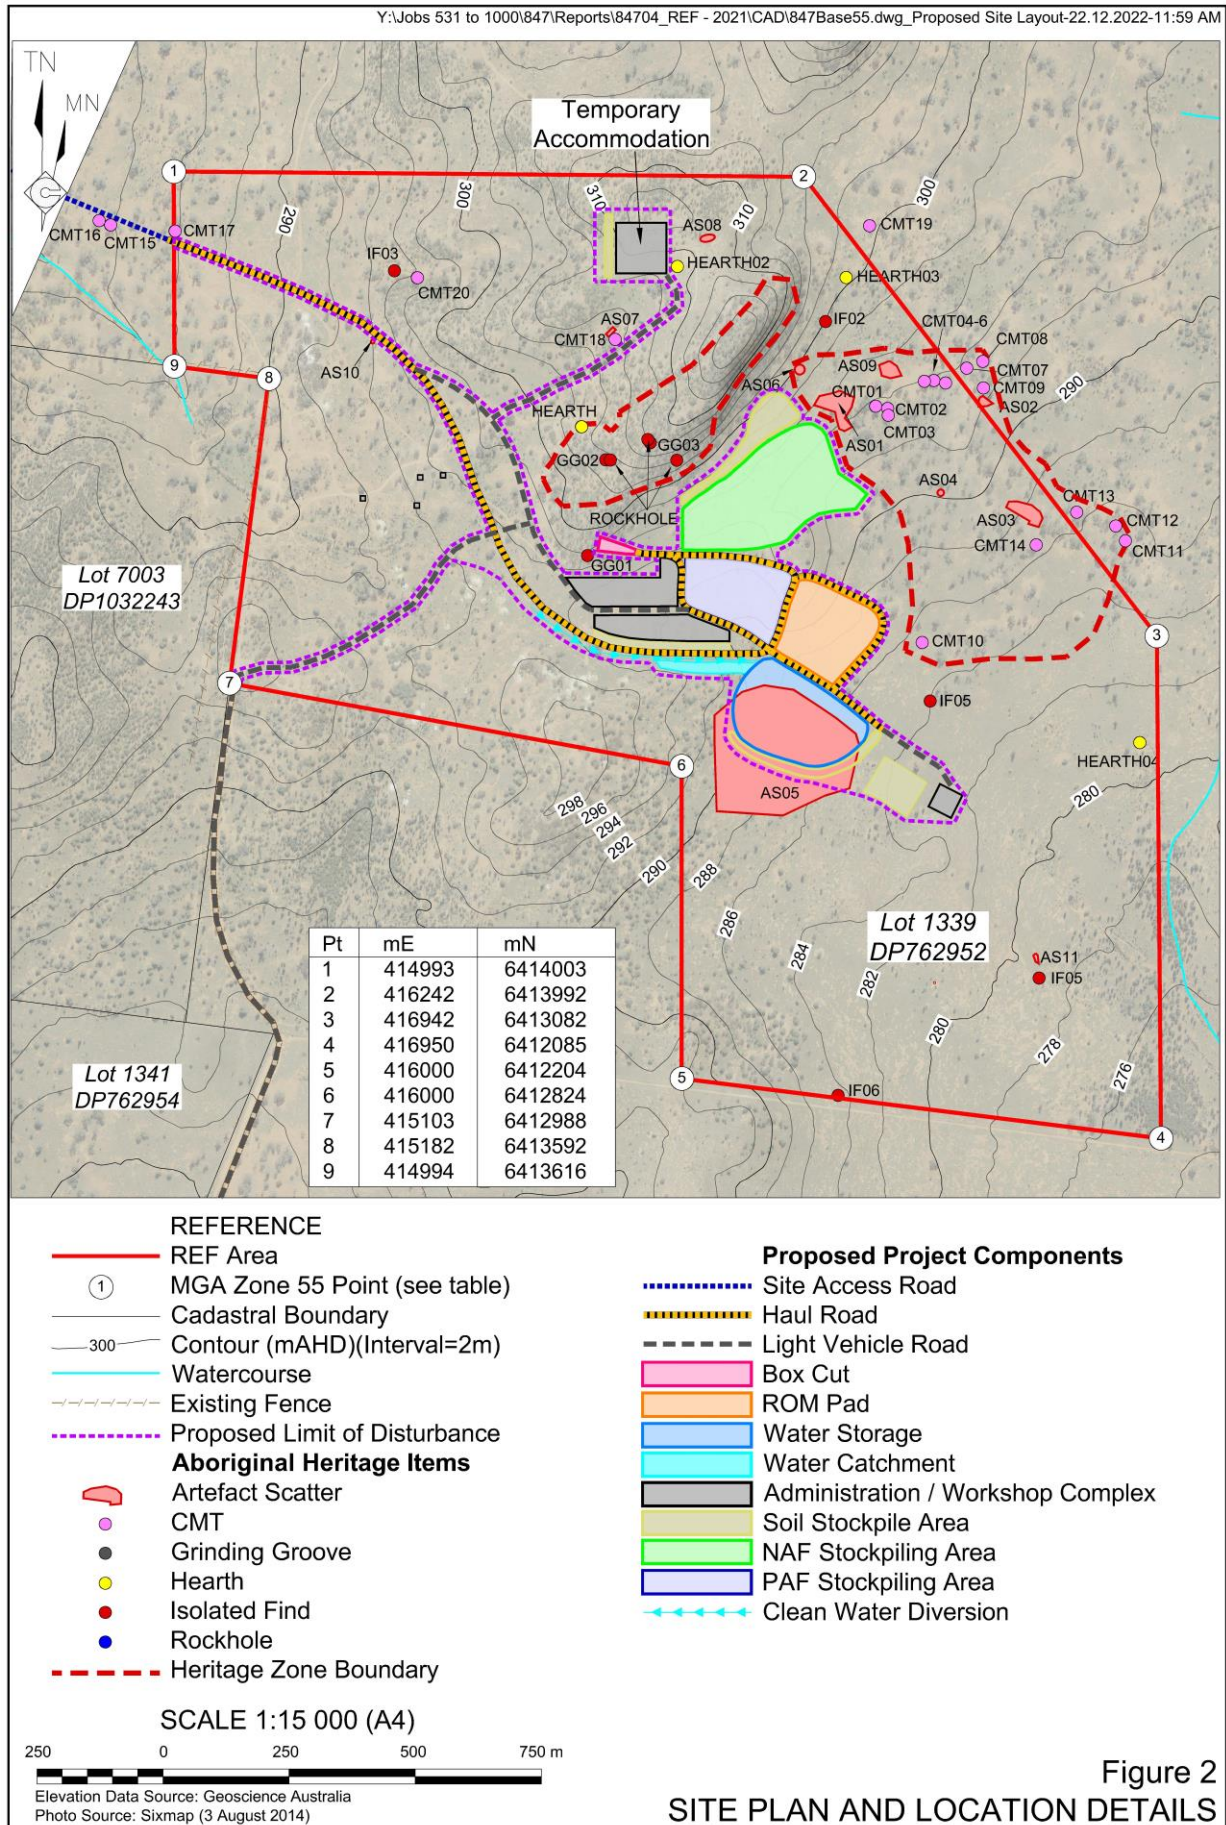 Y:\Jobs 531 to 1000\847\Reports\84704_REF - 2021\CAD\847Base55.dwg_Proposed Site Layout-22.12.2022-11:59 AM
TN
MN
Temporary
Accommodation
1
2
CMT16
CMT15
CMT17
290
300
310
310
300
AS08
CMT19
IF03
CMT20
HEARTH02
HEARTH03
AS07
CMT18
IF02
CMT04-6
CMT08
CMT07
CMT09
AS02
290
9
8
AS10
AS06
AS09
CMT01
CMT02
CMT03
AS01
HEARTH
GG02
GG03
ROCKHOLE
AS04
AS03
CMT13
CMT12
CMT11
CMT14
GG01
Lot 7003
DP1032243
CMT10
3
7
IF05
HEARTH04
6
AS05
280
298
296
294
292
290
288
286
284
282
280
278
276
Lot 1339
DP762952
AS11
IF05
IF06
5
4
Lot 1341
DP762954
Pt mE mN
1 414993 6414003
2 416242 6413992
3 416942 6413082
4 416950 6412085
5 416000 6412204
6 416000 6412824
7 415103 6412988
8 415182 6413592
9 414994 6413616
REFERENCE
REF Area
1 MGA Zone 55 Point (see table)
Cadastral Boundary
300 Contour (mAHD)(Interval=2m)
Watercourse
Existing Fence
Proposed Limit of Disturbance
Aboriginal Heritage Items
Artefact Scatter
CMT
Grinding Groove
Hearth
Isolated Find
Rockhole
Heritage Zone Boundary
Proposed Project Components
Site Access Road
Haul Road
Light Vehicle Road
Box Cut
ROM Pad
Water Storage
Water Catchment
Administration / Workshop Complex
Soil Stockpile Area
NAF Stockpiling Area
PAF Stockpiling Area
Clean Water Diversion
SCALE 1:15 000 (A4)
250 0 250 500 750 m
Elevation Data Source: Geoscience Australia
Photo Source: Sixmap (3 August 2014)
Figure 2
SITE PLAN AND LOCATION DETAILS